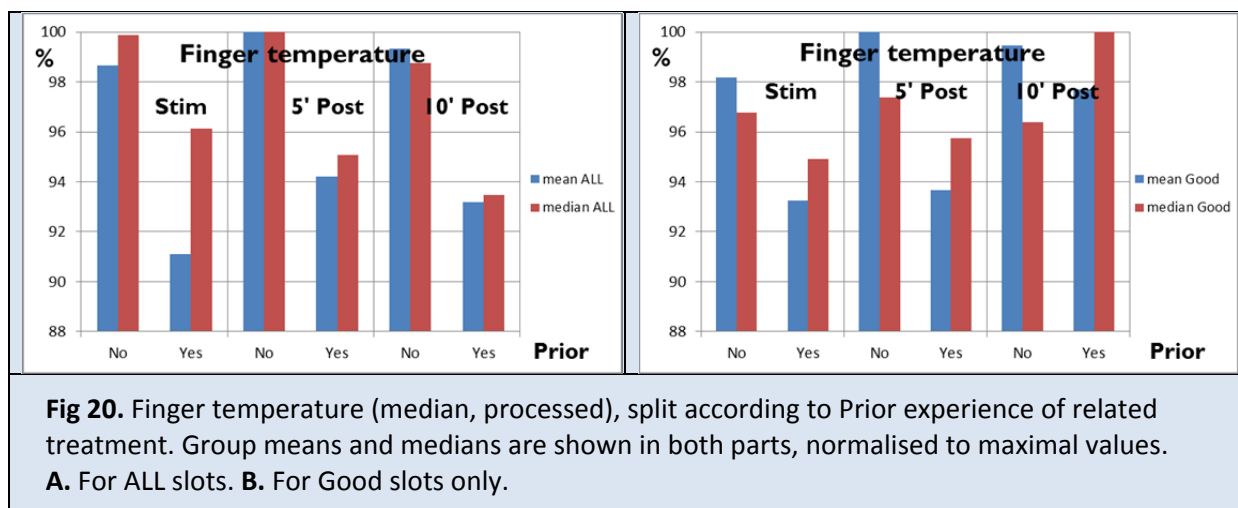 100
98
96
94
92
90
88
%
Finger temperature
Stim
5' Post
10' Post
No
Yes
No
Yes
No
Yes
Prior
mean ALL
median ALL
100
98
96
94
92
90
88
%
Finger temperature
Stim
5' Post
10' Post
No
Yes
No
Yes
No
Yes
Prior
mean Good
median Good
Fig 20. Finger temperature (median, processed), split according to Prior experience of related
treatment. Group means and medians are shown in both parts, normalised to maximal values.
A. For ALL slots. B. For Good slots only.